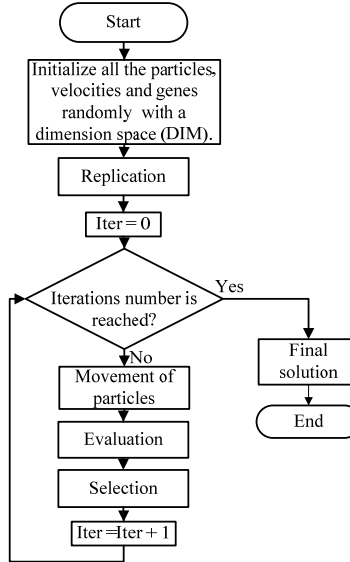 Start
Initialize all the particles,
velocities and genes
randomly with a
dimension space (DIM).
Replication
Iter = 0
Iterations number is
reached?
Yes
No
Final
solution
End
Movement of
particles
Evaluation
Selection
Iter =Iter + 1